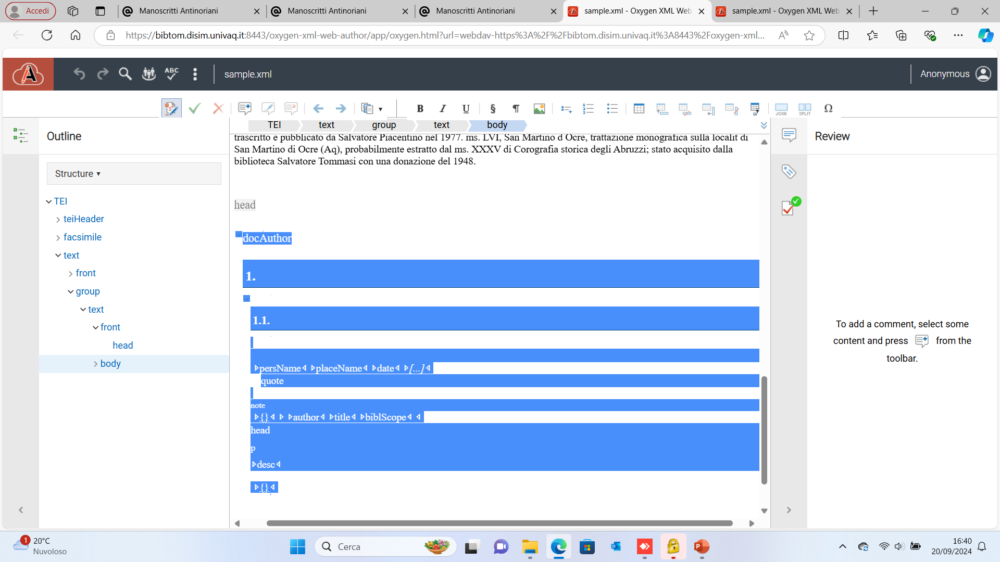 Accedi
Manoscritti Antinoriani
Manoscritti Antinoriani
Manoscritti Antinoriani
sample.xml - Oxygen XML Web
sample.xml - Oxygen XML Web
https://bibtom.disim.univaq.it:8443/oxygen-xml-web-author/app/oxygen.html?url=webdav-https%3A%2F%2Fbibtom.disim.univaq.it%3A8443%2Foxygen-xml...
ABC
sample.xml
Anonymous
B I U § ¶ JOIN SPLIT Ω
TEI text group text body
Outline
Structure
TEI
teiHeader
facsimile
text
front
group
text
front
head
body
trascritto e pubblicato da Salvatore Piacentino nel 1977. ms. LVI, San Martino d Ocre, trattazione monografica sulla localit di
San Martino di Ocre (Aq), probabilmente estratto dal ms. XXXV di Corografia storica degli Abruzzi; stato acquisito dalla
biblioteca Salvatore Tommasi con una donazione del 1948.
head
docAuthor
1.
1.1.
persName placeName date [...]
quote
note
{} author title biblScope
head
p
desc
{}
Review
To add a comment, select some
content and press from the
toolbar.
1
20°C
Nuvoloso
Cerca
16:40
20/09/2024